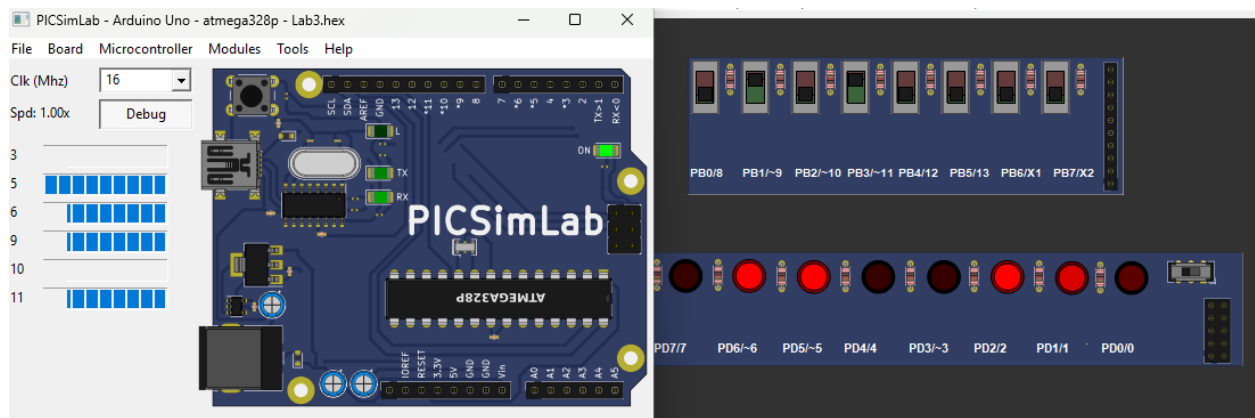 PICSimLab - Arduino Uno - atmega328p - Lab3.hex
File Board Microcontroller Modules Tools Help
Clk (Mhz) 16
Spd: 1.00x Debug
3
5
6
9
10
11
SCL SDA AREF GND 13 12 ~11 ~10 ~9 8 7 ~6 ~5 4 ~3 2 TX>1 RX<0
L
TX
RX
ON
PICSimLab
ATMEGA328P
IOREF RESET 3.3V 5V GND GND Vin A0 A1 A2 A3 A4 A5
PB0/8 PB1/~9 PB2/~10 PB3/~11 PB4/12 PB5/13 PB6/X1 PB7/X2
PD7/7 PD6/~6 PD5/~5 PD4/4 PD3/~3 PD2/2 PD1/1 PD0/0